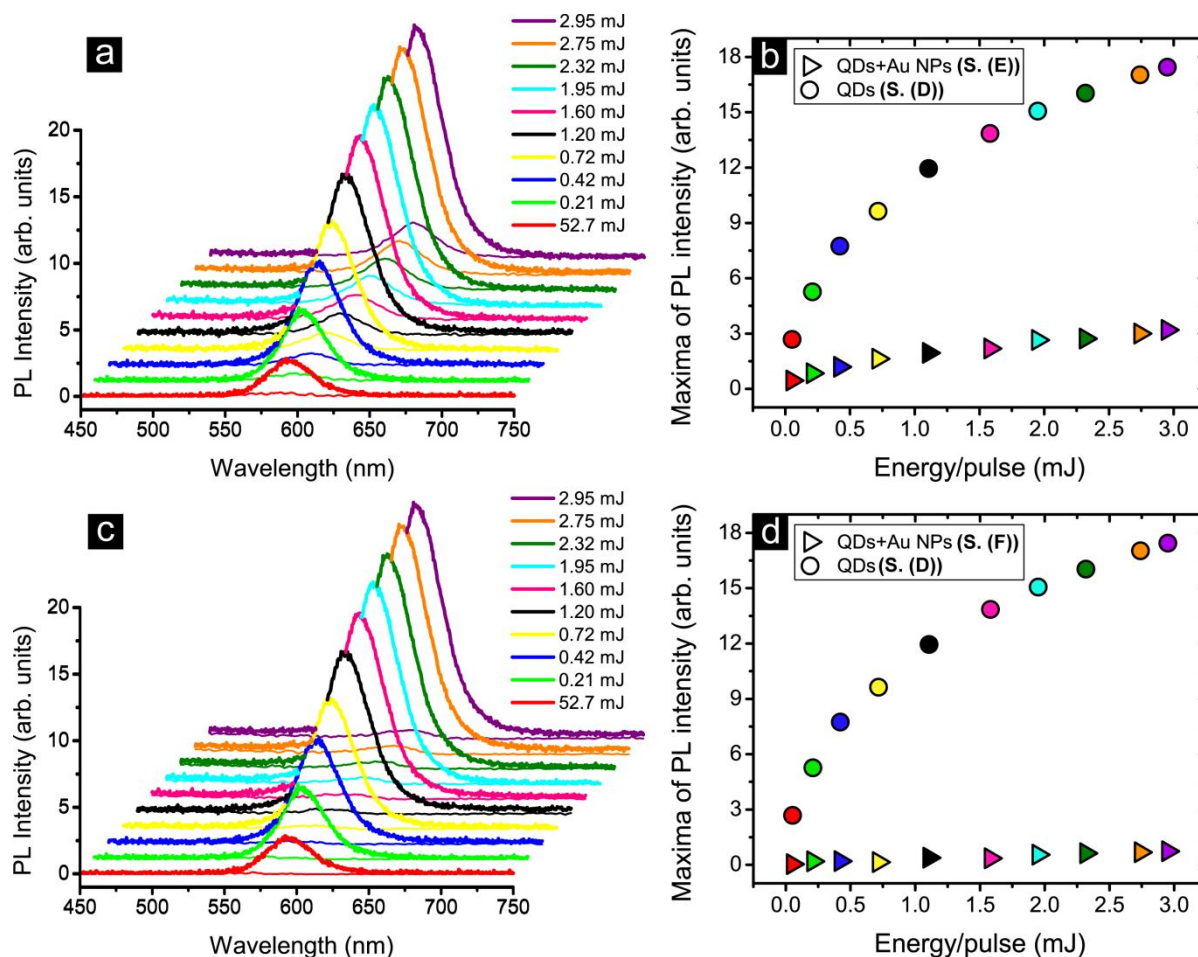 a
2.95 mJ
2.75 mJ
2.32 mJ
1.95 mJ
1.60 mJ
1.20 mJ
0.72 mJ
0.42 mJ
0.21 mJ
52.7 mJ
PL Intensity (arb. units)
20
15
10
5
0
450 500 550 600 650 700 750
Wavelength (nm)
b
QDs+Au NPs (S. (E))
QDs (S. (D))
Maxima of PL intensity (arb. units)
18
15
12
9
6
3
0
0.0 0.5 1.0 1.5 2.0 2.5 3.0
Energy/pulse (mJ)
c
2.95 mJ
2.75 mJ
2.32 mJ
1.95 mJ
1.60 mJ
1.20 mJ
0.72 mJ
0.42 mJ
0.21 mJ
52.7 mJ
PL Intensity (arb. units)
20
15
10
5
0
450 500 550 600 650 700 750
Wavelength (nm)
d
QDs+Au NPs (S. (F))
QDs (S. (D))
Maxima of PL intensity (arb. units)
18
15
12
9
6
3
0
0.0 0.5 1.0 1.5 2.0 2.5 3.0
Energy/pulse (mJ)